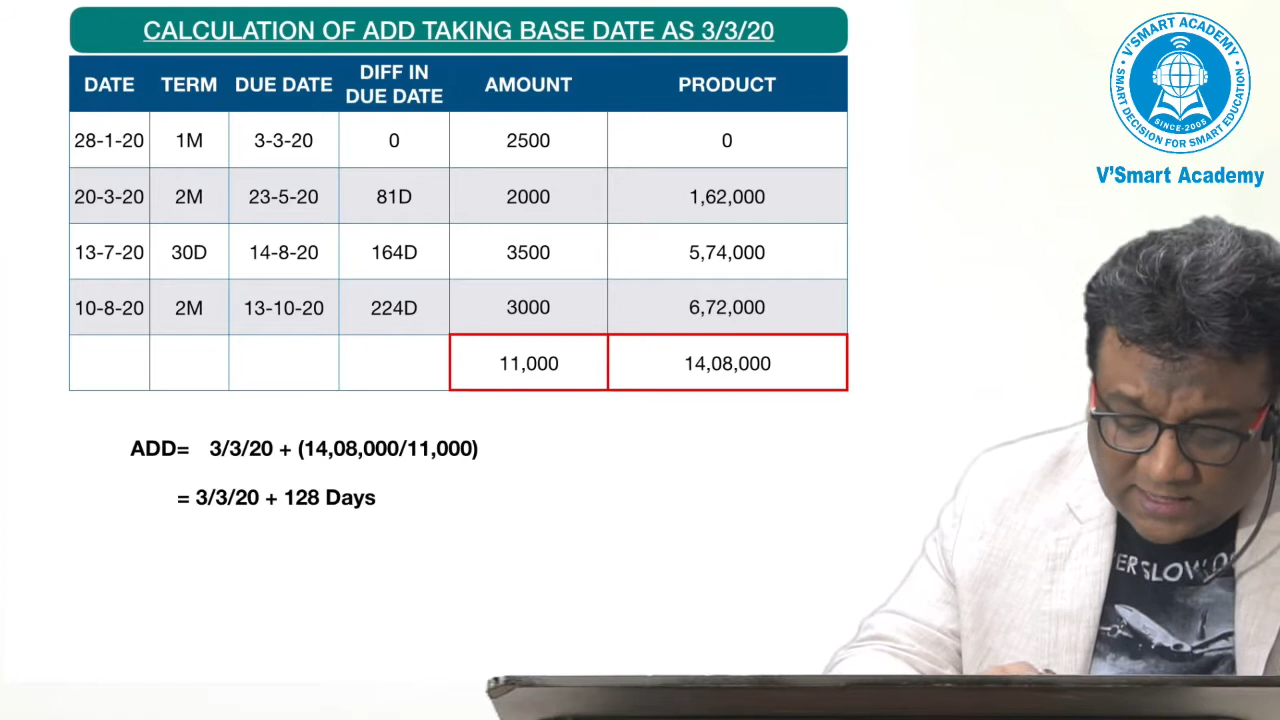 CALCULATION OF ADD TAKING BASE DATE AS 3/3/20
DATE TERM DUE DATE DIFF IN DUE DATE AMOUNT PRODUCT
28-1-20 1M 3-3-20 0 2500 0
20-3-20 2M 23-5-20 81D 2000 1,62,000
13-7-20 30D 14-8-20 164D 3500 5,74,000
10-8-20 2M 13-10-20 224D 3000 6,72,000
11,000 14,08,000
ADD= 3/3/20 + (14,08,000/11,000)
= 3/3/20 + 128 Days
V'SMART ACADEMY
SMART DECISION FOR SMART EDUCATION
SINCE-2005
V'Smart Academy